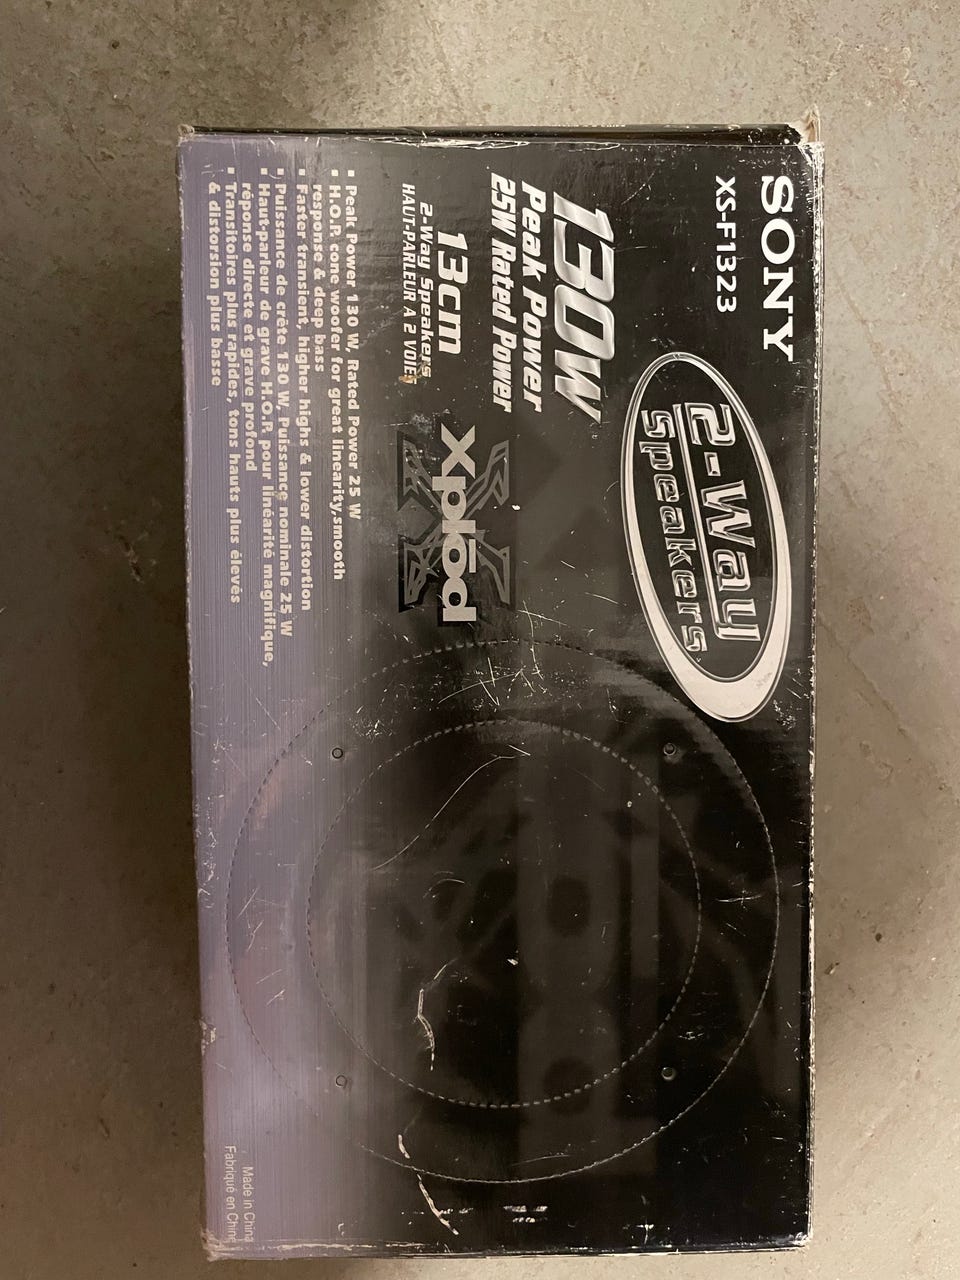 SONY
XS-F1323
2-Way
Speakers
130W
Peak Power
25W Rated Power
13cm
2-Way Speakers
HAUT-PARLEUR A 2 VOIES
Xplōd
▪ Peak Power 130 W, Rated Power 25 W
▪ H.O.P. cone woofer for great linearity,smooth
response & deep bass
▪ Faster transient, higher highs & lower distortion
▪ Puissance de crête 130 W, Puissance nominale 25 W
▪ Haut-parleur de grave H.O.P. pour linéarité magnifique,
réponse directe et grave profond
▪ Transitoires plus rapides, tons hauts plus élevés
& distorsion plus basse
Made in China
Fabriqué en Chine